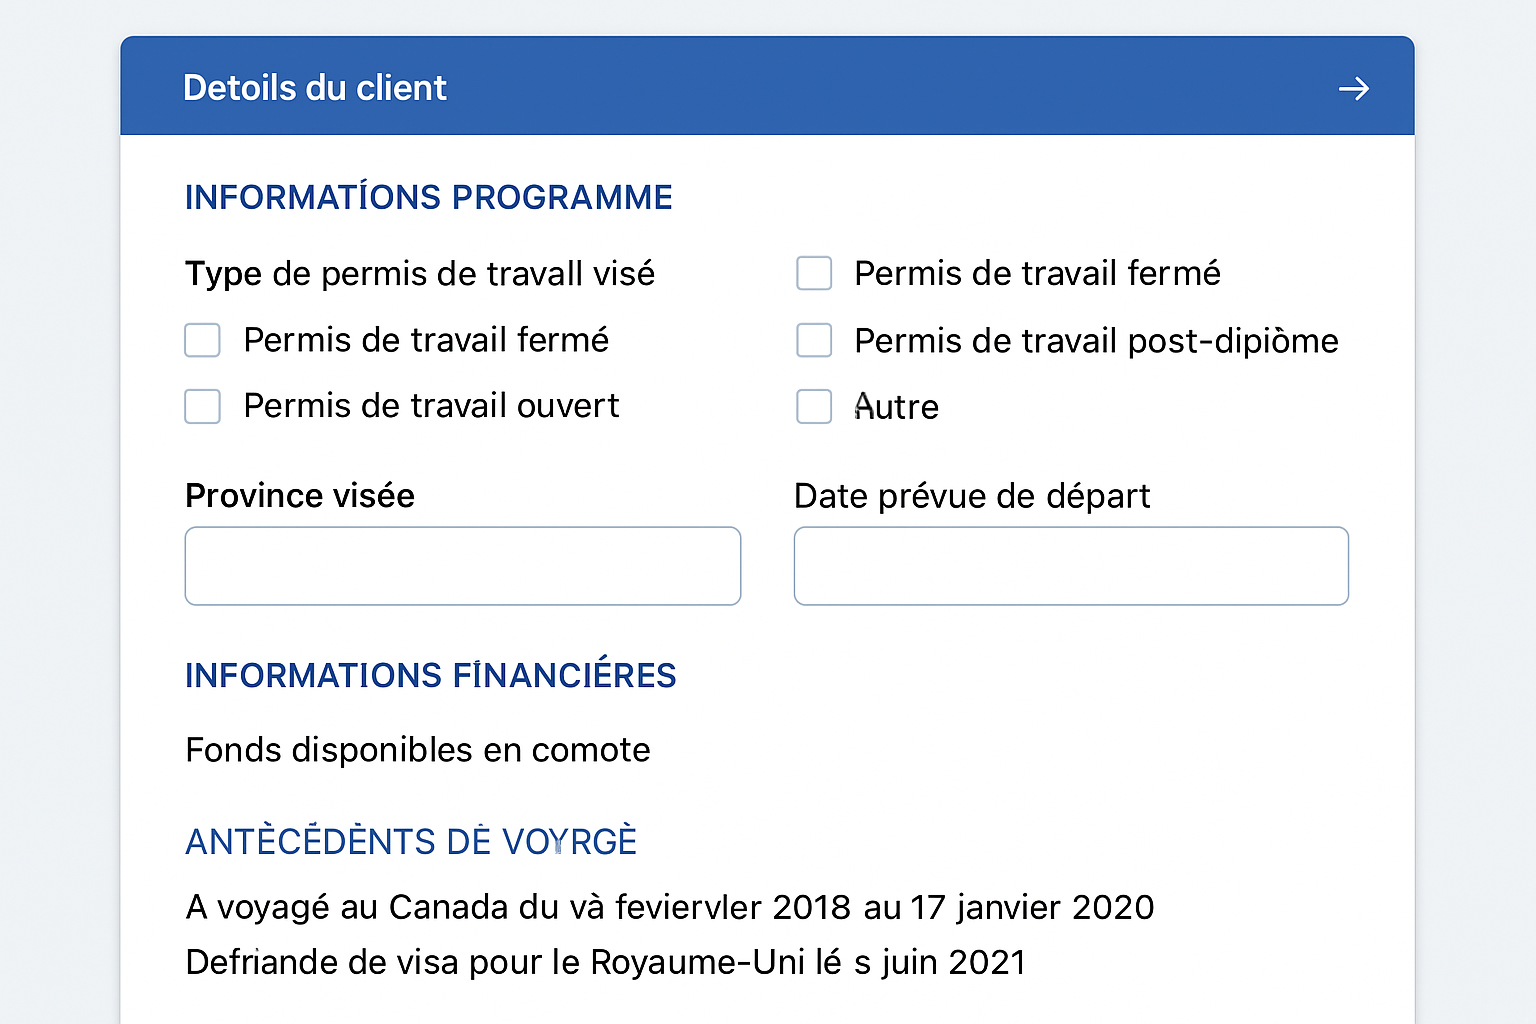 Detoils du client →
INFORMATÍONS PROGRAMME
Type de permis de travall visé
Permis de travail fermé
Permis de travail ouvert
Permis de travail fermé
Permis de travail post-dipiòme
Autre
Province visée
Date prévue de départ
INFORMATIONS FÍNANCIÉRES
Fonds disponibles en comote
ANTÈCÉDÈNTS DĖ VOYRGÈ
A voyagé au Canada du và feviervler 2018 au 17 janvier 2020
Defriande de visa pour le Royaume-Uni lé s juin 2021